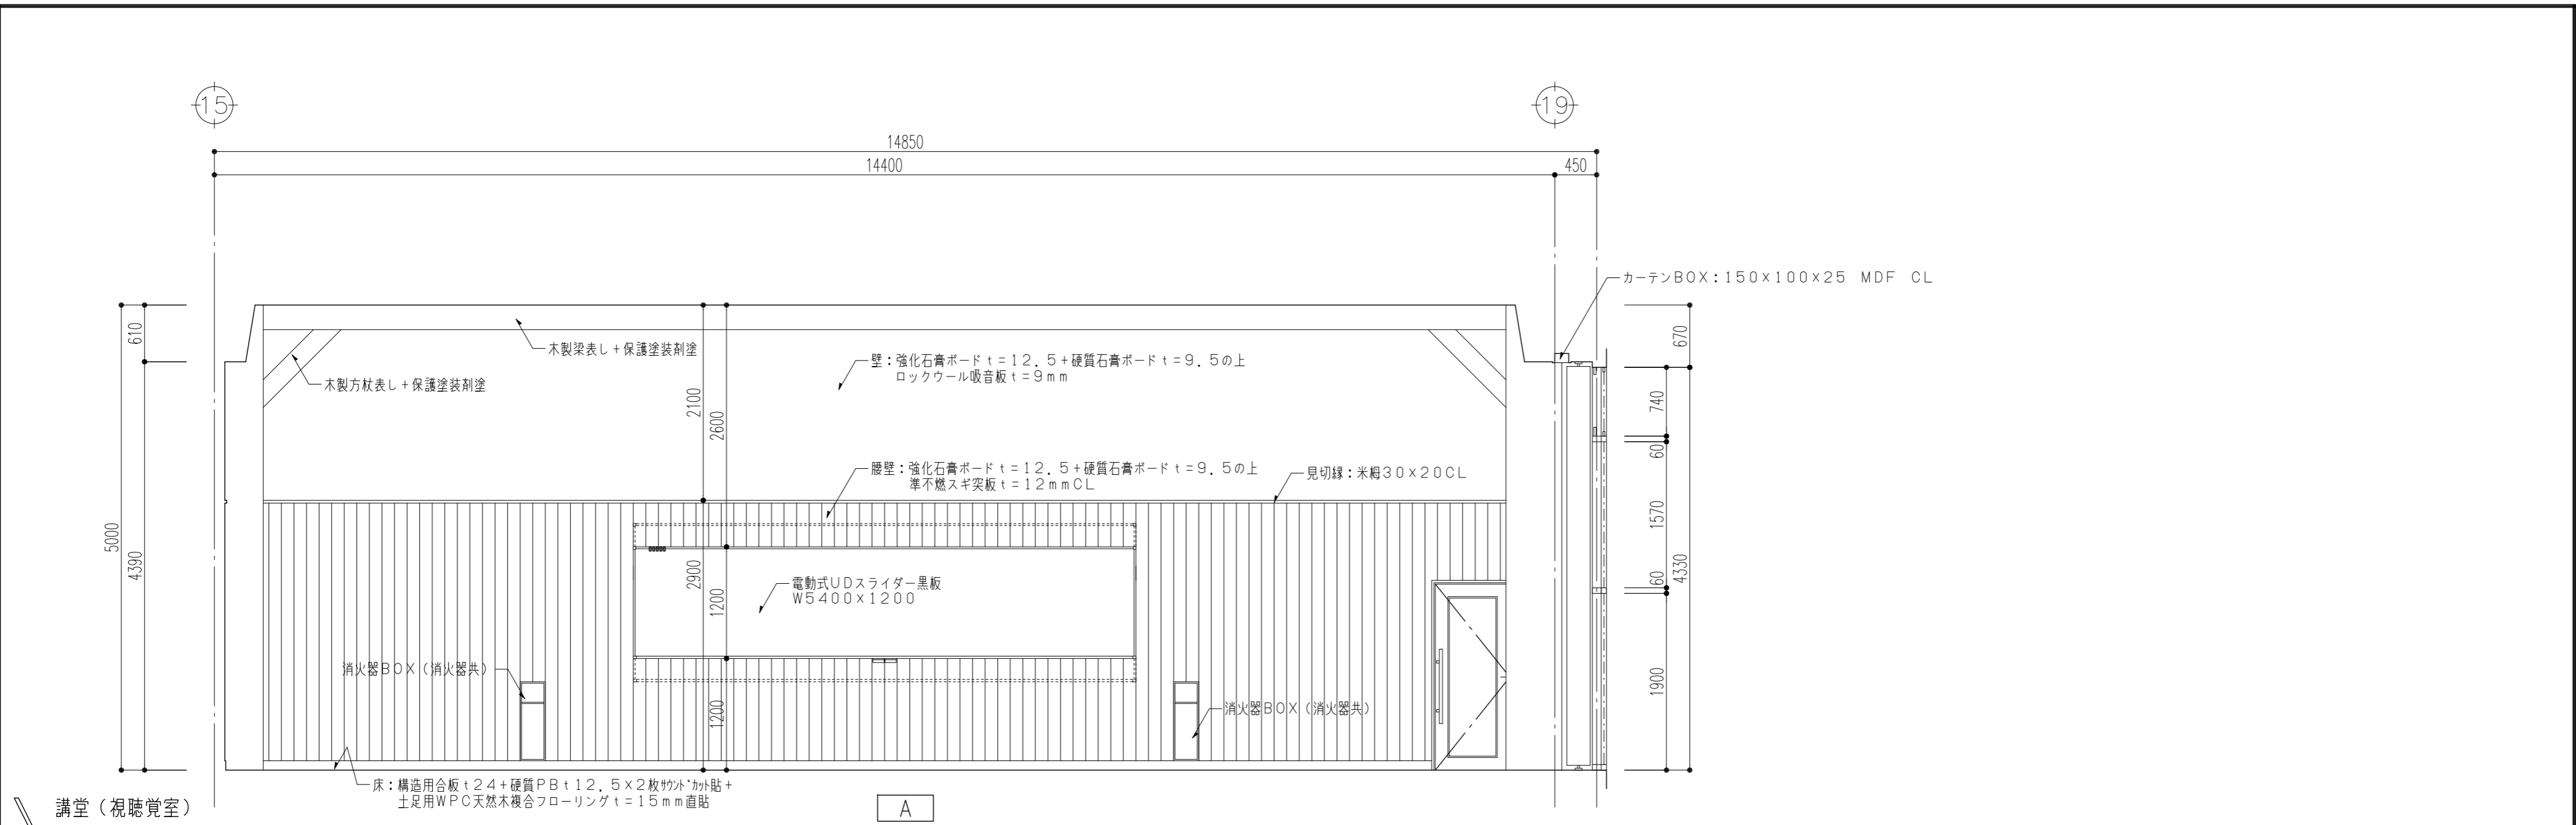 15
19
14850
14400
450
カーテンBOX：150×100×25　MDF　CL
610
670
木製梁表し＋保護塗装剤塗
壁：強化石膏ボードt＝12．5＋硬質石膏ボードt＝9．5の上
ロックウール吸音板t＝9mm
木製方杖表し＋保護塗装剤塗
2100
2600
740
60
腰壁：強化石膏ボードt＝12．5＋硬質石膏ボードt＝9．5の上
準不燃スギ突板t＝12mmCL
見切縁：米栂30×20CL
5000
4390
1570
4330
2900
1200
電動式UDスライダー黒板
W5400×1200
60
消火器BOX（消火器共）
1900
1200
消火器BOX（消火器共）
床：構造用合板t24＋硬質PBt12．5×2枚ｻｳﾝﾄﾞｶｯﾄ貼＋
土足用WPC天然木複合フローリングt＝15mm直貼
講堂（視聴覚室）
A